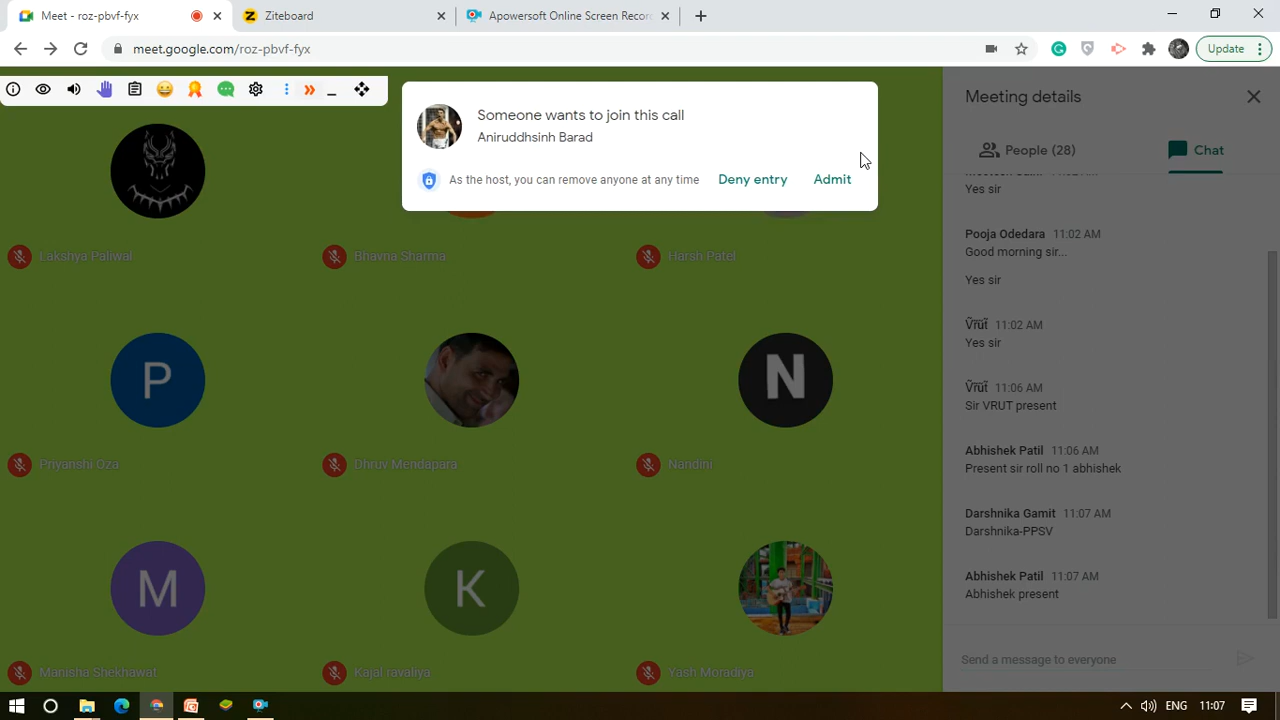 Meet - roz-pbvf-fyx
Ziteboard
Apowersoft Online Screen Recor
meet.google.com/roz-pbvf-fyx
Update
Someone wants to join this call
Aniruddhsinh Barad
As the host, you can remove anyone at any time
Deny entry
Admit
Lakshya Paliwal
Bhavna Sharma
Harsh Patel
P
N
Priyanshi Oza
Dhruv Mendapara
Nandini
M
K
Manisha Shekhawat
Kajal ravaliya
Yash Moradiya
Meeting details
People (28)
Chat
Yes sir
Pooja Odedara 11:02 AM
Good morning sir...
Yes sir
11:02 AM
Yes sir
11:06 AM
Sir VRUT present
Abhishek Patil 11:06 AM
Present sir roll no 1 abhishek
Darshnika Gamit 11:07 AM
Darshnika-PPSV
Abhishek Patil 11:07 AM
Abhishek present
Send a message to everyone
ENG
11:07